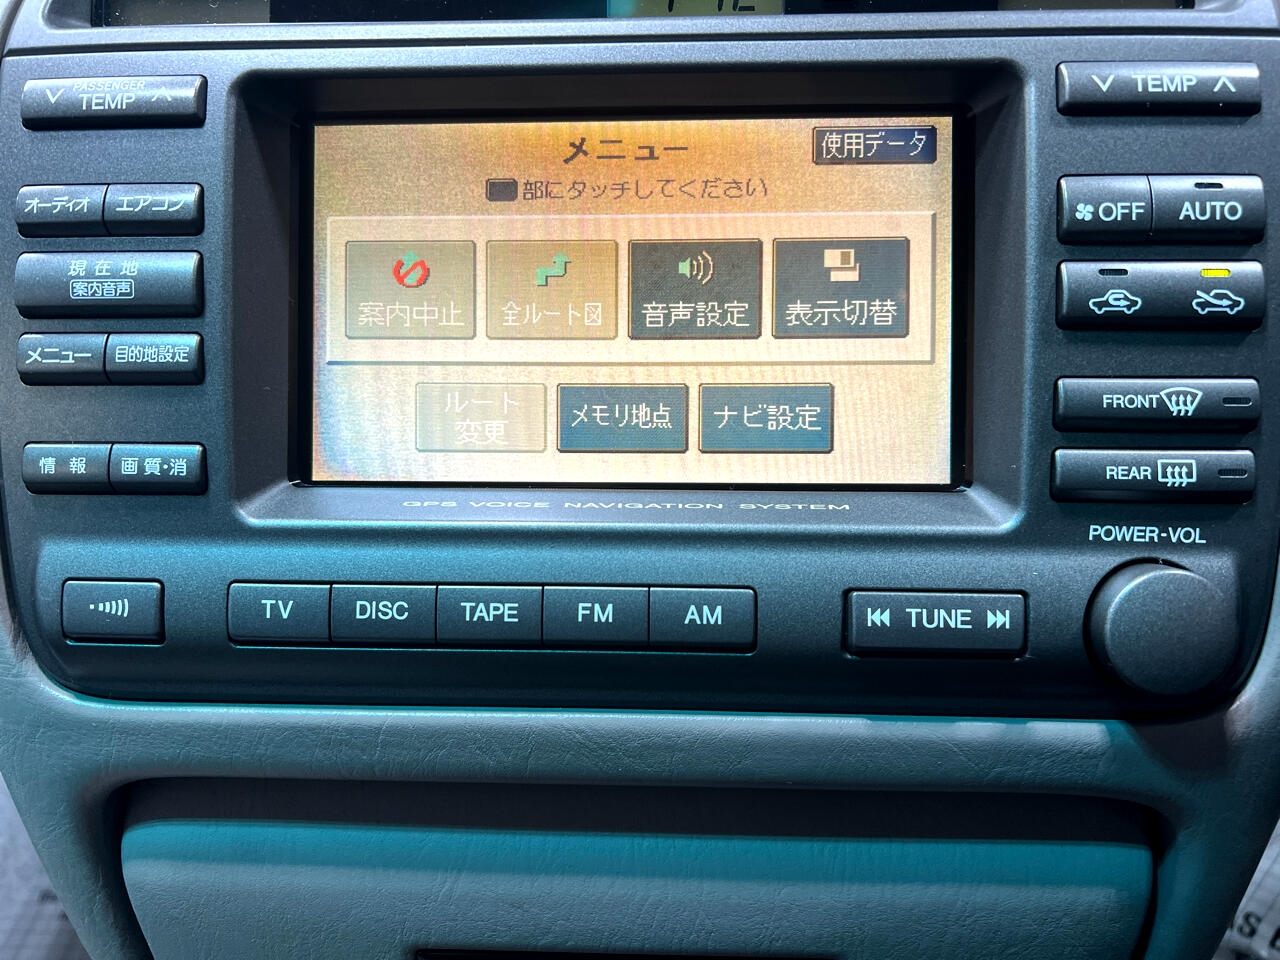 PASSENGER
TEMP
TEMP
メニュー
使用データ
部にタッチしてください
オーディオ
エアコン
OFF
AUTO
現在地
案内音声
案内中止
全ルート図
音声設定
表示切替
メニュー
目的地設定
ルート
変更
メモリ地点
ナビ設定
FRONT
情報
画質・消
REAR
GPS VOICE NAVIGATION SYSTEM
POWER-VOL
TV
DISC
TAPE
FM
AM
TUNE